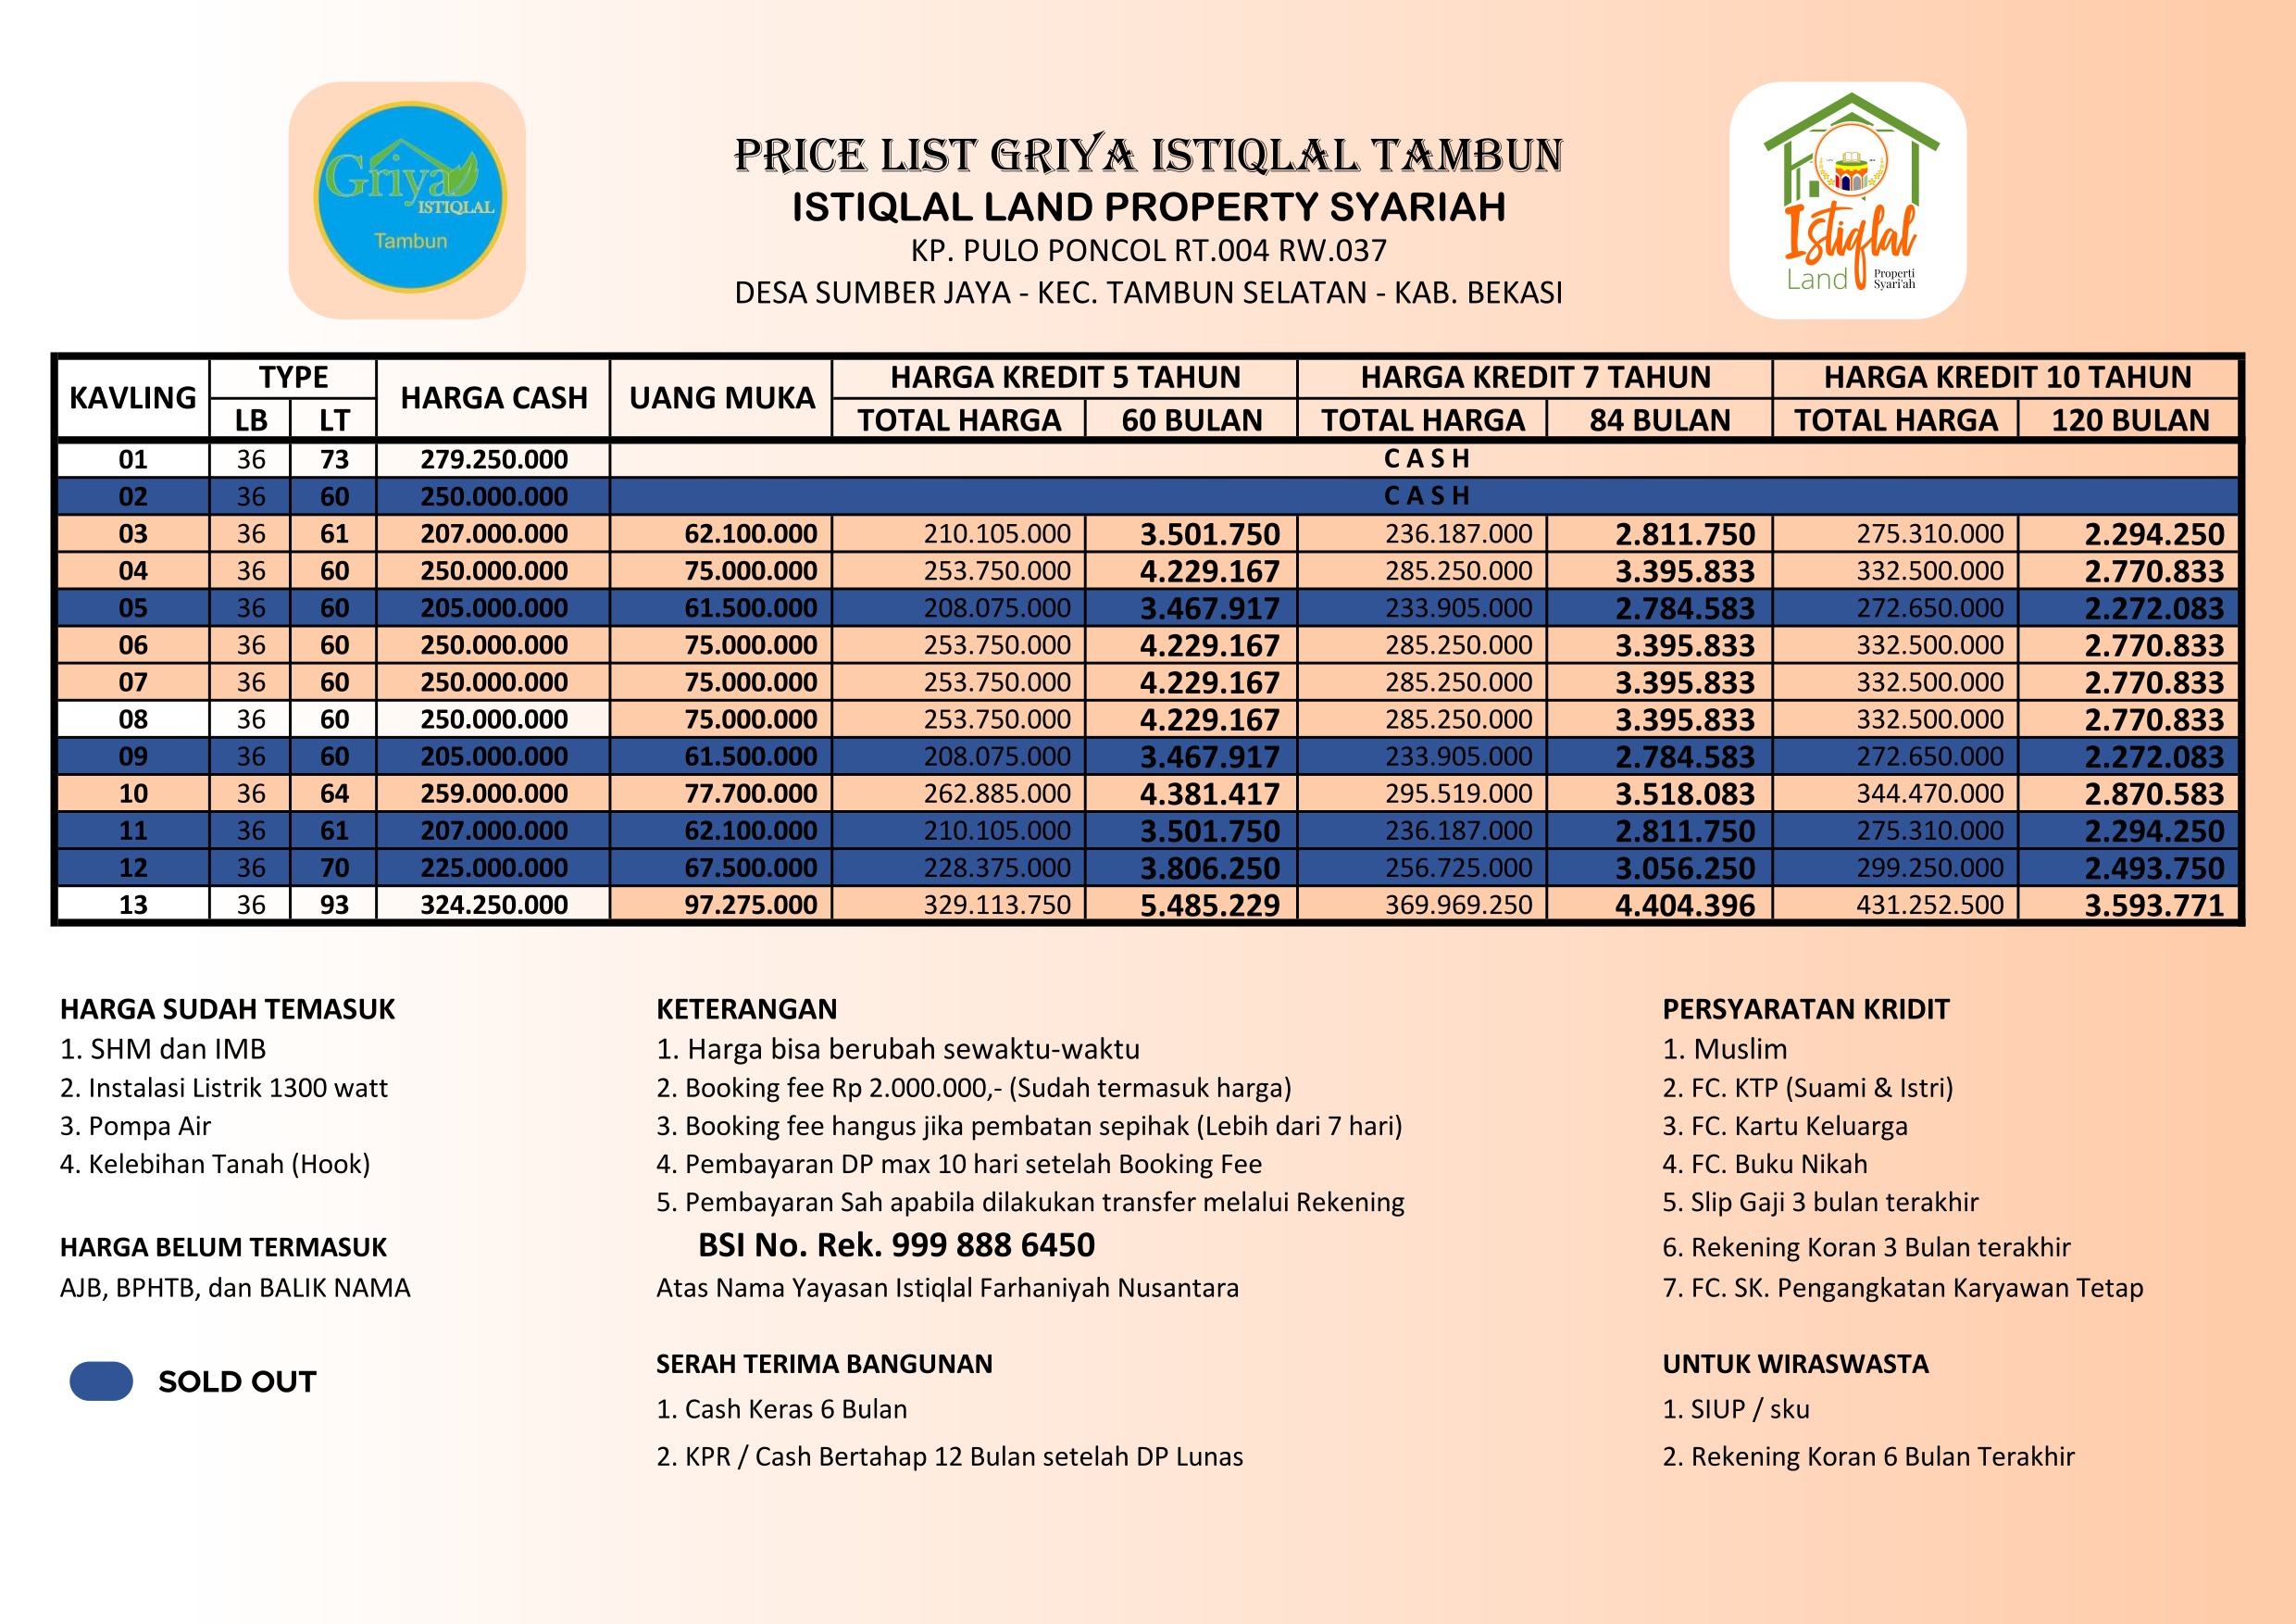 Griya
ISTIQLAL
Tambun
PRICE LIST GRIYA ISTIQLAL TAMBUN
ISTIQLAL LAND PROPERTY SYARIAH
KP. PULO PONCOL RT.004 RW.037
DESA SUMBER JAYA - KEC. TAMBUN SELATAN - KAB. BEKASI
Istiqlal
Land Properti Syari'ah
KAVLING TYPE HARGA CASH UANG MUKA HARGA KREDIT 5 TAHUN HARGA KREDIT 7 TAHUN HARGA KREDIT 10 TAHUN
LB LT TOTAL HARGA 60 BULAN TOTAL HARGA 84 BULAN TOTAL HARGA 120 BULAN
01 36 73 279.250.000 C A S H
02 36 60 250.000.000 C A S H
03 36 61 207.000.000 62.100.000 210.105.000 3.501.750 236.187.000 2.811.750 275.310.000 2.294.250
04 36 60 250.000.000 75.000.000 253.750.000 4.229.167 285.250.000 3.395.833 332.500.000 2.770.833
05 36 60 205.000.000 61.500.000 208.075.000 3.467.917 233.905.000 2.784.583 272.650.000 2.272.083
06 36 60 250.000.000 75.000.000 253.750.000 4.229.167 285.250.000 3.395.833 332.500.000 2.770.833
07 36 60 250.000.000 75.000.000 253.750.000 4.229.167 285.250.000 3.395.833 332.500.000 2.770.833
08 36 60 250.000.000 75.000.000 253.750.000 4.229.167 285.250.000 3.395.833 332.500.000 2.770.833
09 36 60 205.000.000 61.500.000 208.075.000 3.467.917 233.905.000 2.784.583 272.650.000 2.272.083
10 36 64 259.000.000 77.700.000 262.885.000 4.381.417 295.519.000 3.518.083 344.470.000 2.870.583
11 36 61 207.000.000 62.100.000 210.105.000 3.501.750 236.187.000 2.811.750 275.310.000 2.294.250
12 36 70 225.000.000 67.500.000 228.375.000 3.806.250 256.725.000 3.056.250 299.250.000 2.493.750
13 36 93 324.250.000 97.275.000 329.113.750 5.485.229 369.969.250 4.404.396 431.252.500 3.593.771
HARGA SUDAH TEMASUK
1. SHM dan IMB
2. Instalasi Listrik 1300 watt
3. Pompa Air
4. Kelebihan Tanah (Hook)
HARGA BELUM TERMASUK
AJB, BPHTB, dan BALIK NAMA
SOLD OUT
KETERANGAN
1. Harga bisa berubah sewaktu-waktu
2. Booking fee Rp 2.000.000,- (Sudah termasuk harga)
3. Booking fee hangus jika pembatan sepihak (Lebih dari 7 hari)
4. Pembayaran DP max 10 hari setelah Booking Fee
5. Pembayaran Sah apabila dilakukan transfer melalui Rekening
BSI No. Rek. 999 888 6450
Atas Nama Yayasan Istiqlal Farhaniyah Nusantara
SERAH TERIMA BANGUNAN
1. Cash Keras 6 Bulan
2. KPR / Cash Bertahap 12 Bulan setelah DP Lunas
PERSYARATAN KRIDIT
1. Muslim
2. FC. KTP (Suami & Istri)
3. FC. Kartu Keluarga
4. FC. Buku Nikah
5. Slip Gaji 3 bulan terakhir
6. Rekening Koran 3 Bulan terakhir
7. FC. SK. Pengangkatan Karyawan Tetap
UNTUK WIRASWASTA
1. SIUP / sku
2. Rekening Koran 6 Bulan Terakhir